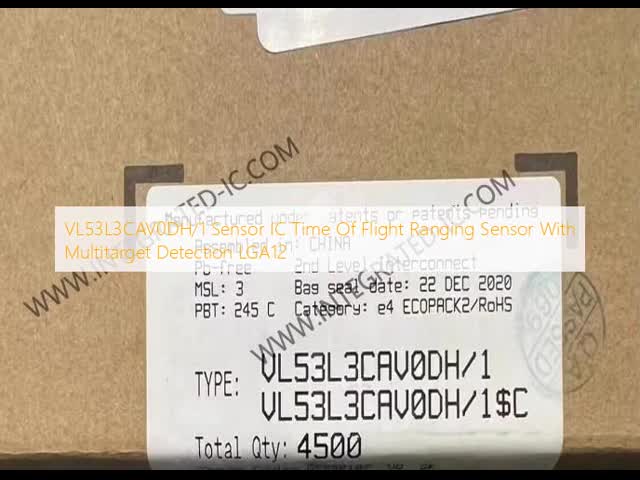 Manufactured under patents or patents pending
VL53L3CAV0DH/1 Sensor IC Time Of Flight Ranging Sensor With
Multitarget Detection LGA12
Assembled in: CHINA
Pb-free 2nd Level Interconnect
MSL: 3 Bag seal date: 22 DEC 2020
PBT: 245 C Category: e4 ECOPACK2/RoHS
TYPE: VL53L3CAV0DH/1
VL53L3CAV0DH/1$C
Total Qty: 4500
WWW.INTEGRATED-IC.COM
WWW.INTEGRATED-IC.COM
PASSED
Q.A